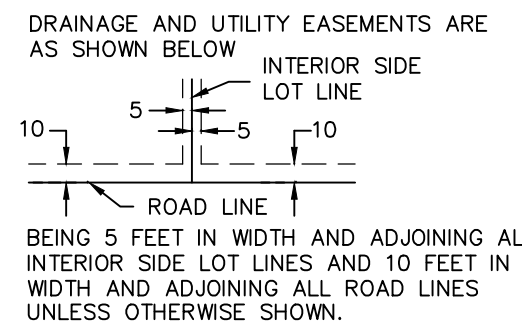 DRAINAGE AND UTILITY EASEMENTS ARE
AS SHOWN BELOW
INTERIOR SIDE
LOT LINE
5
5
10
10
ROAD LINE
BEING 5 FEET IN WIDTH AND ADJOINING AL
INTERIOR SIDE LOT LINES AND 10 FEET IN
WIDTH AND ADJOINING ALL ROAD LINES
UNLESS OTHERWISE SHOWN.